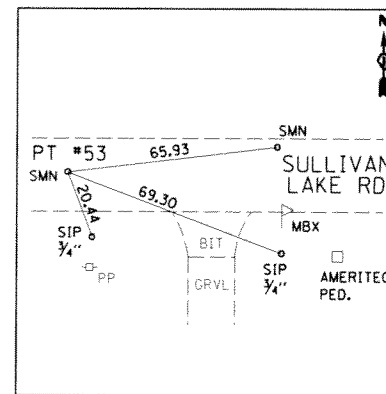 N
SMN
PT #53
65.93
SMN
SULLIVAN
LAKE RD
20.44
69.30
MBX
SIP
3/4"
BIT
SIP
3/4"
PP
GRVL
AMERITEC
PED.